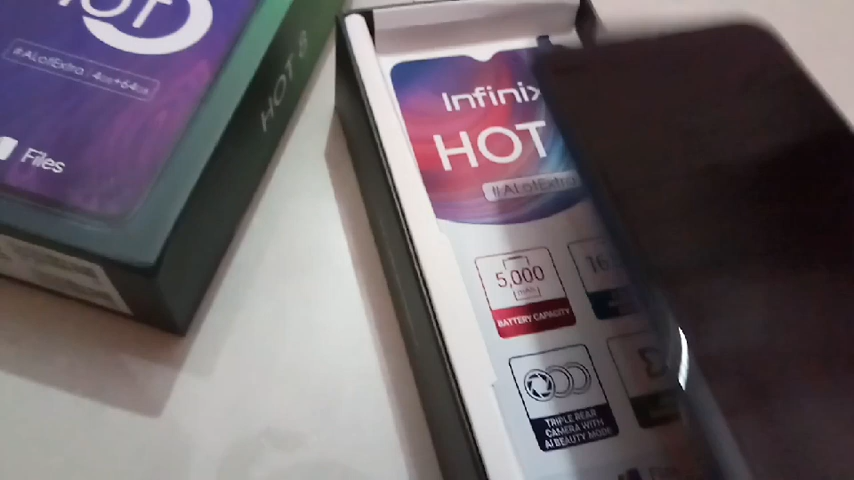 HOT
#ALotExtra 4GB+64GB
Files
HOT 8
Infinix
HOT
#ALotExtra
5,000
mAh
BATTERY CAPACITY
16
TRIPLE REAR
CAMERA WITH
AI BEAUTY MODE